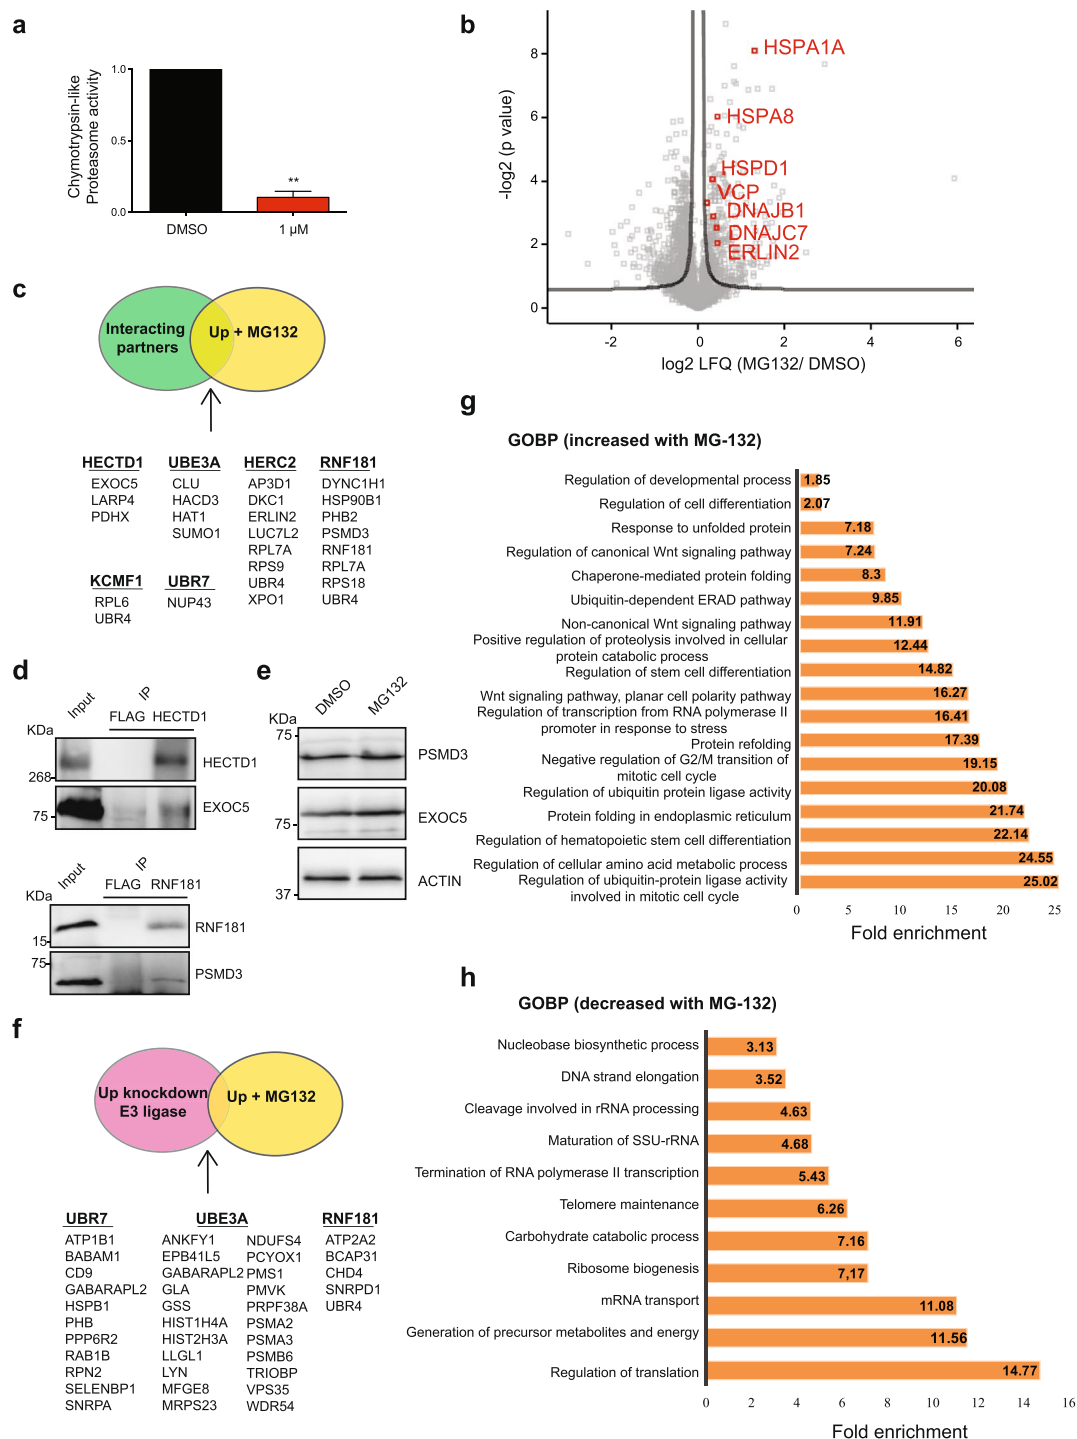 a
Chymotrypsin-like
Proteasome activity
1.0
0.5
0.0
**
DMSO
1 µM
b
-log2 (p value)
8
6
4
2
0
HSPA1A
HSPA8
HSPD1
VCP
DNAJB1
DNAJC7
ERLIN2
-2
0
2
4
6
log2 LFQ (MG132/ DMSO)
c
Interacting
partners
Up + MG132
HECTD1
EXOC5
LARP4
PDHX
UBE3A
CLU
HACD3
HAT1
SUMO1
HERC2
AP3D1
DKC1
ERLIN2
LUC7L2
RPL7A
RPS9
UBR4
XPO1
RNF181
DYNC1H1
HSP90B1
PHB2
PSMD3
RNF181
RPL7A
RPS18
UBR4
KCMF1
RPL6
UBR4
UBR7
NUP43
d
Input
IP
FLAG HECTD1
KDa
268
HECTD1
75
EXOC5
Input
IP
FLAG RNF181
KDa
15
RNF181
75
PSMD3
e
DMSO
MG132
KDa
75
PSMD3
75
EXOC5
37
ACTIN
f
Up knockdown
E3 ligase
Up + MG132
UBR7
ATP1B1
BABAM1
CD9
GABARAPL2
HSPB1
PHB
PPP6R2
RAB1B
RPN2
SELENBP1
SNRPA
UBE3A
ANKFY1
EPB41L5
GABARAPL2
GLA
GSS
HIST1H4A
HIST2H3A
LLGL1
LYN
MFGE8
MRPS23
NDUFS4
PCYOX1
PMS1
PMVK
PRPF38A
PSMA2
PSMA3
PSMB6
TRIOBP
VPS35
WDR54
RNF181
ATP2A2
BCAP31
CHD4
SNRPD1
UBR4
g
GOBP (increased with MG-132)
Regulation of developmental process 1.85
Regulation of cell differentiation 2.07
Response to unfolded protein 7.18
Regulation of canonical Wnt signaling pathway 7.24
Chaperone-mediated protein folding 8.3
Ubiquitin-dependent ERAD pathway 9.85
Non-canonical Wnt signaling pathway 11.91
Positive regulation of proteolysis involved in cellular
protein catabolic process 12.44
Regulation of stem cell differentiation 14.82
Wnt signaling pathway, planar cell polarity pathway 16.27
Regulation of transcription from RNA polymerase II
promoter in response to stress 16.41
Protein refolding 17.39
Negative regulation of G2/M transition of
mitotic cell cycle 19.15
Regulation of ubiquitin protein ligase activity 20.08
Protein folding in endoplasmic reticulum 21.74
Regulation of hematopoietic stem cell differentiation 22.14
Regulation of cellular amino acid metabolic process 24.55
Regulation of ubiquitin-protein ligase activity
involved in mitotic cell cycle 25.02
0 5 10 15 20 25
Fold enrichment
h
GOBP (decreased with MG-132)
Nucleobase biosynthetic process 3.13
DNA strand elongation 3.52
Cleavage involved in rRNA processing 4.63
Maturation of SSU-rRNA 4.68
Termination of RNA polymerase II transcription 5.43
Telomere maintenance 6.26
Carbohydrate catabolic process 7.16
Ribosome biogenesis 7,17
mRNA transport 11.08
Generation of precursor metabolites and energy 11.56
Regulation of translation 14.77
0 2 4 6 8 10 12 14 16
Fold enrichment